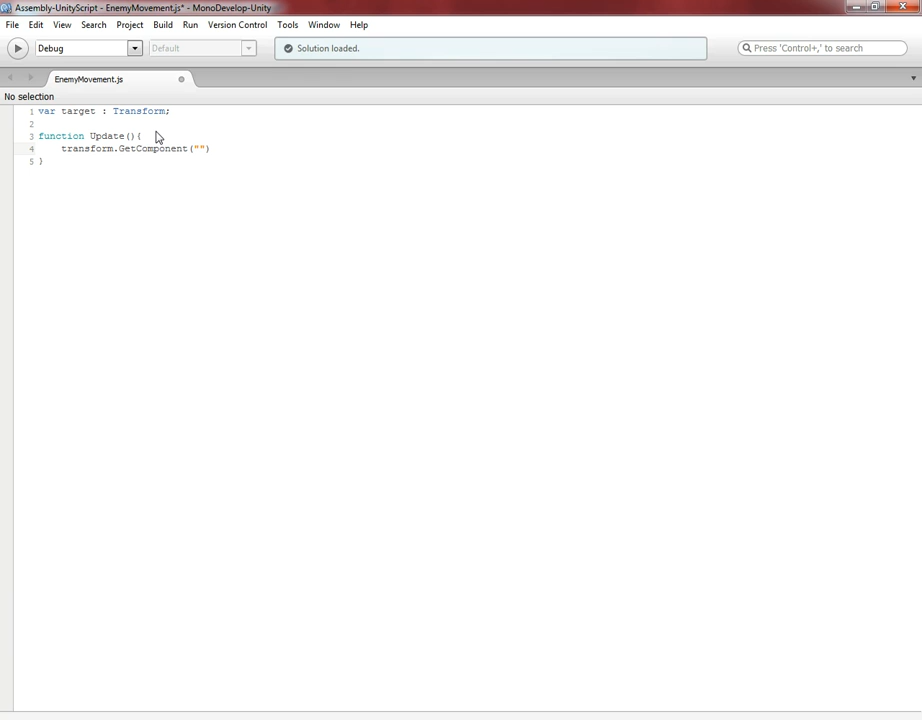 Assembly-UnityScript - EnemyMovement.js* - MonoDevelop-Unity
File Edit View Search Project Build Run Version Control Tools Window Help
Debug Default Solution loaded. Press 'Control+,' to search
EnemyMovement.js
No selection
1 var target : Transform;
2
3 function Update(){
4 transform.GetComponent("")
5 }